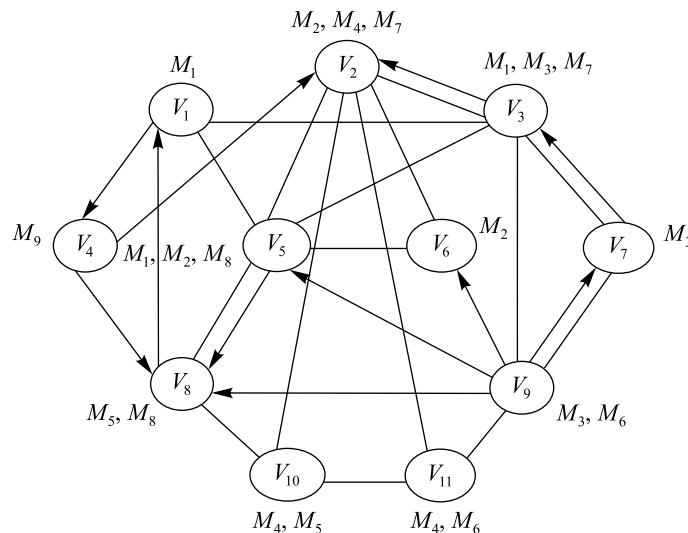 M₂, M₄, M₇
V₂
M₁
V₁
M₁, M₃, M₇
V₃
M₉
V₄
M₁, M₂, M₈
V₅
V₆
M₂
V₇
M₃
V₈
M₅, M₈
V₉
M₃, M₆
V₁₀
M₄, M₅
V₁₁
M₄, M₆